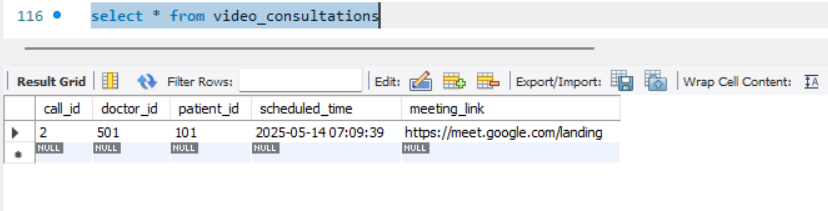 116 select * from video_consultations
Result Grid Filter Rows: Edit: Export/Import: Wrap Cell Content:
call_id doctor_id patient_id scheduled_time meeting_link
2 501 101 2025-05-14 07:09:39 https://meet.google.com/landing
NULL NULL NULL NULL NULL